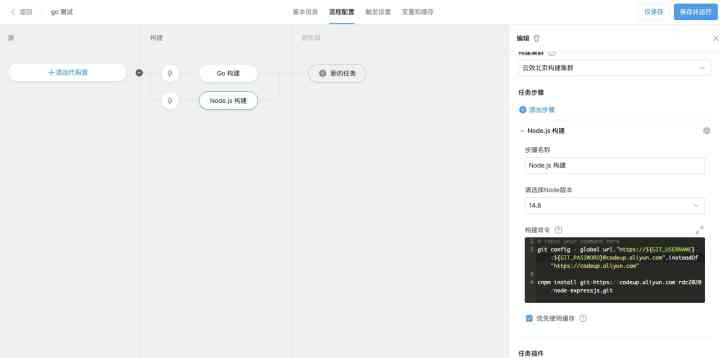 返回
go 测试
基本信息
流程配置
触发设置
变量和缓存
仅保存
保存并运行
源
构建
新阶段
添加代码源
Go 构建
Node.js 构建
新的任务
编辑
构建集群
云效北京构建集群
任务步骤
添加步骤
Node.js 构建
步骤名称
Node.js 构建
请选择Node版本
14.8
构建命令
1 # input your command here
2 git config --global url."https://${GIT_USERNAME}
:${GIT_PASSWORD}@codeup.aliyun.com".insteadOf
"https://codeup.aliyun.com"
3
4 cnpm install git+https://codeup.aliyun.com/rdc2020
/node-expressjs.git
优先使用缓存
任务插件